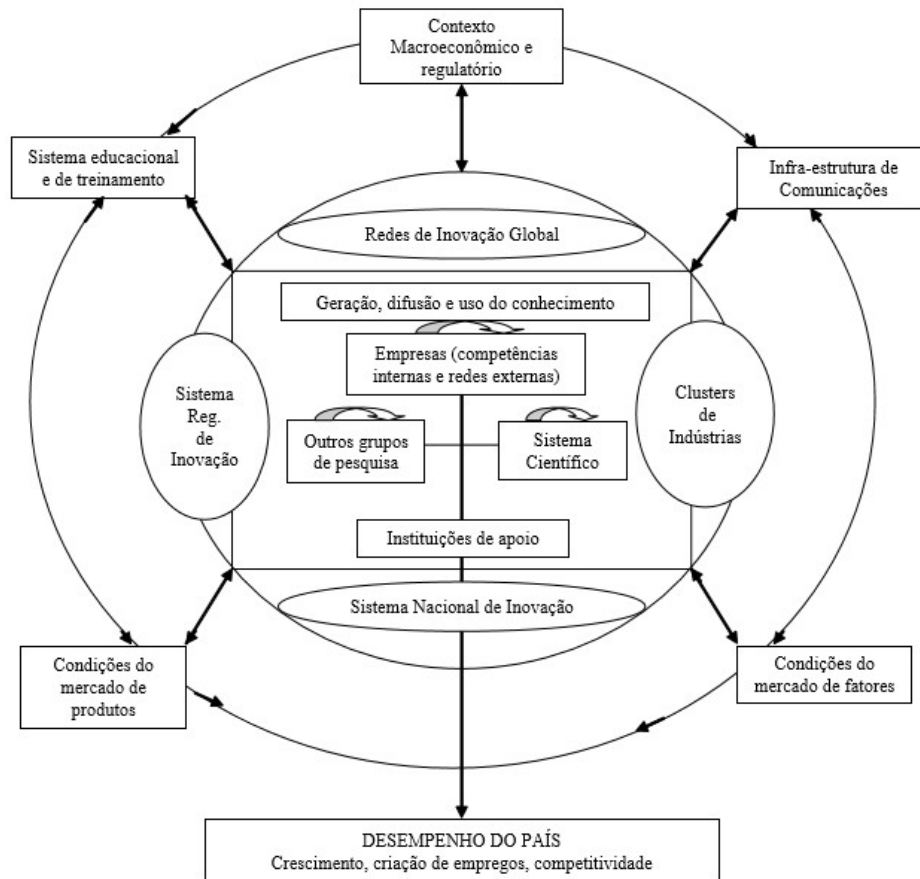 Contexto
Macroeconômico e
regulatório
Sistema educacional
e de treinamento
Infra-estrutura de
Comunicações
Redes de Inovação Global
Geração, difusão e uso do conhecimento
Empresas (competências
internas e redes externas)
Sistema
Reg.
de
Inovação
Clusters
de
Indústrias
Outros grupos
de pesquisa
Sistema
Científico
Instituições de apoio
Sistema Nacional de Inovação
Condições do
mercado de
produtos
Condições do
mercado de fatores
DESEMPENHO DO PAÍS
Crescimento, criação de empregos, competitividade